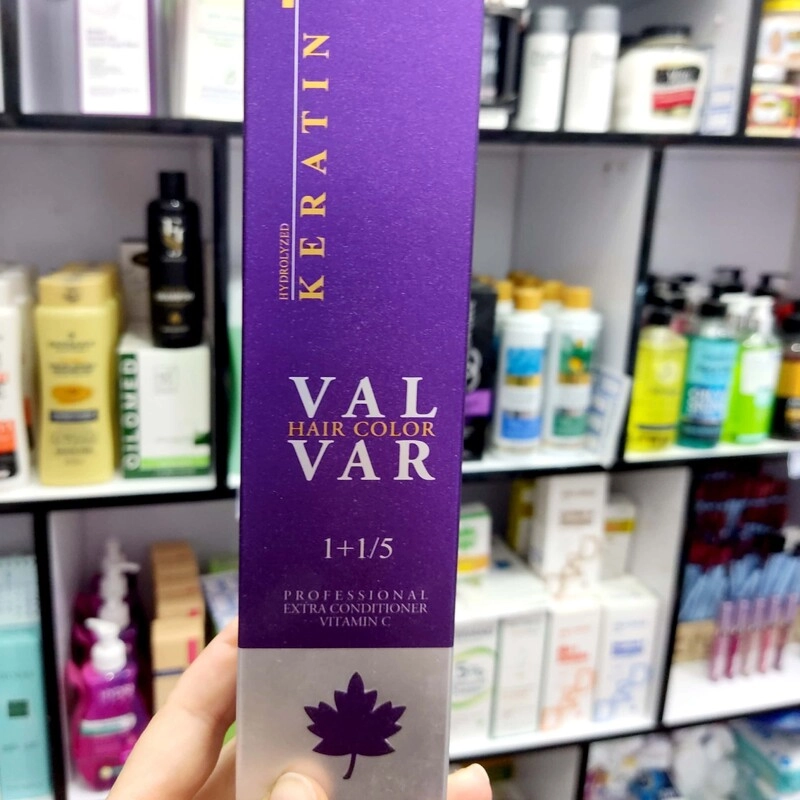 HYDROLYZED
KERATIN
VAL
HAIR COLOR
VAR
1+1/5
PROFESSIONAL
EXTRA CONDITIONER
VITAMIN C